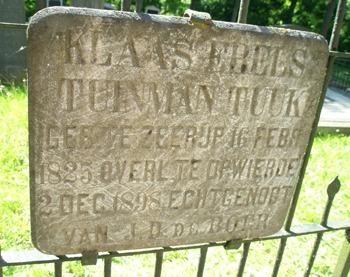 KLAAS FREES
TUINMAN TUUK
GEB TE ZEERIJP 16 FEBR
1825 OVERL TE OPWIERDE
2 DEC 1898 ECHTGENOOT
VAN J. D. DE BOER